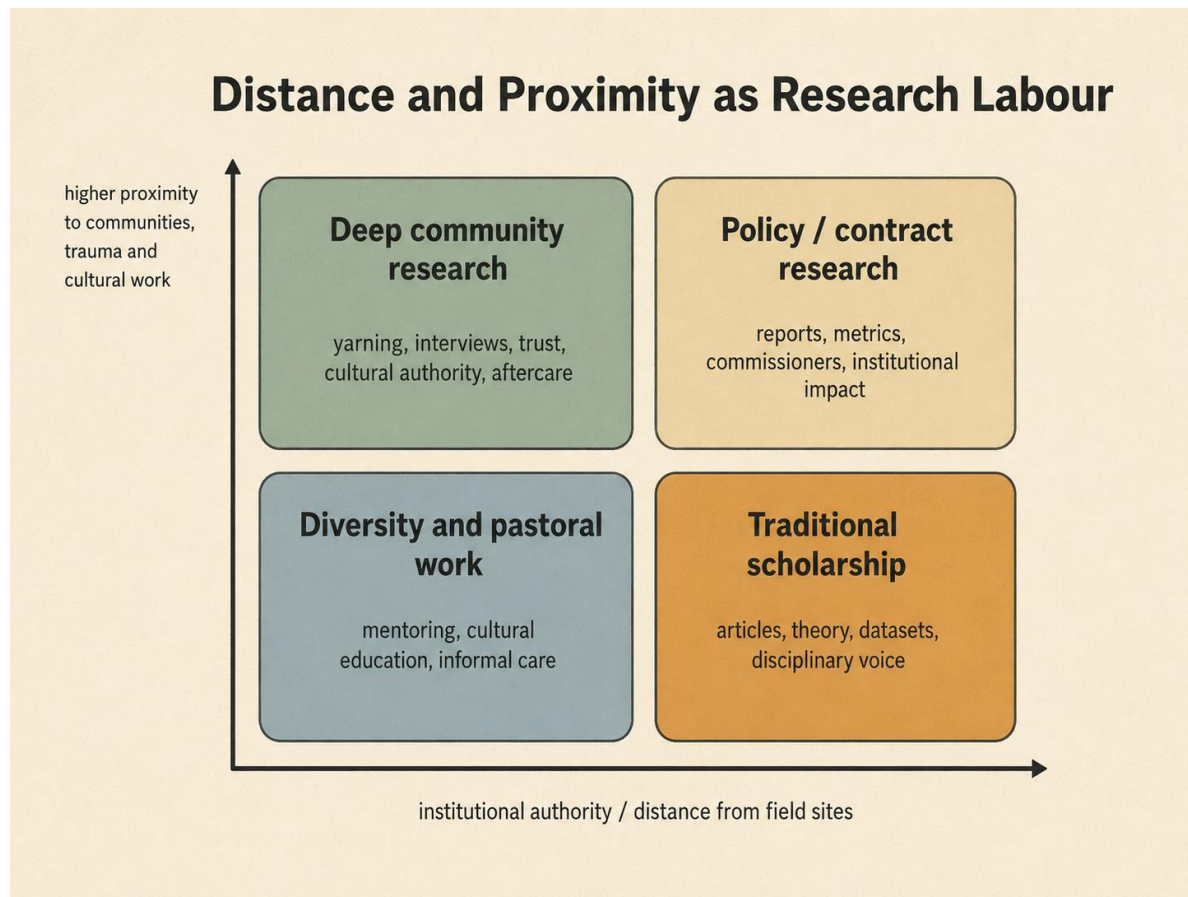 Distance and Proximity as Research Labour
higher proximity
to communities,
trauma and
cultural work
Deep community
research
yarning, interviews, trust,
cultural authority, aftercare
Policy / contract
research
reports, metrics,
commissioners, institutional
impact
Diversity and pastoral
work
mentoring, cultural
education, informal care
Traditional
scholarship
articles, theory, datasets,
disciplinary voice
institutional authority / distance from field sites